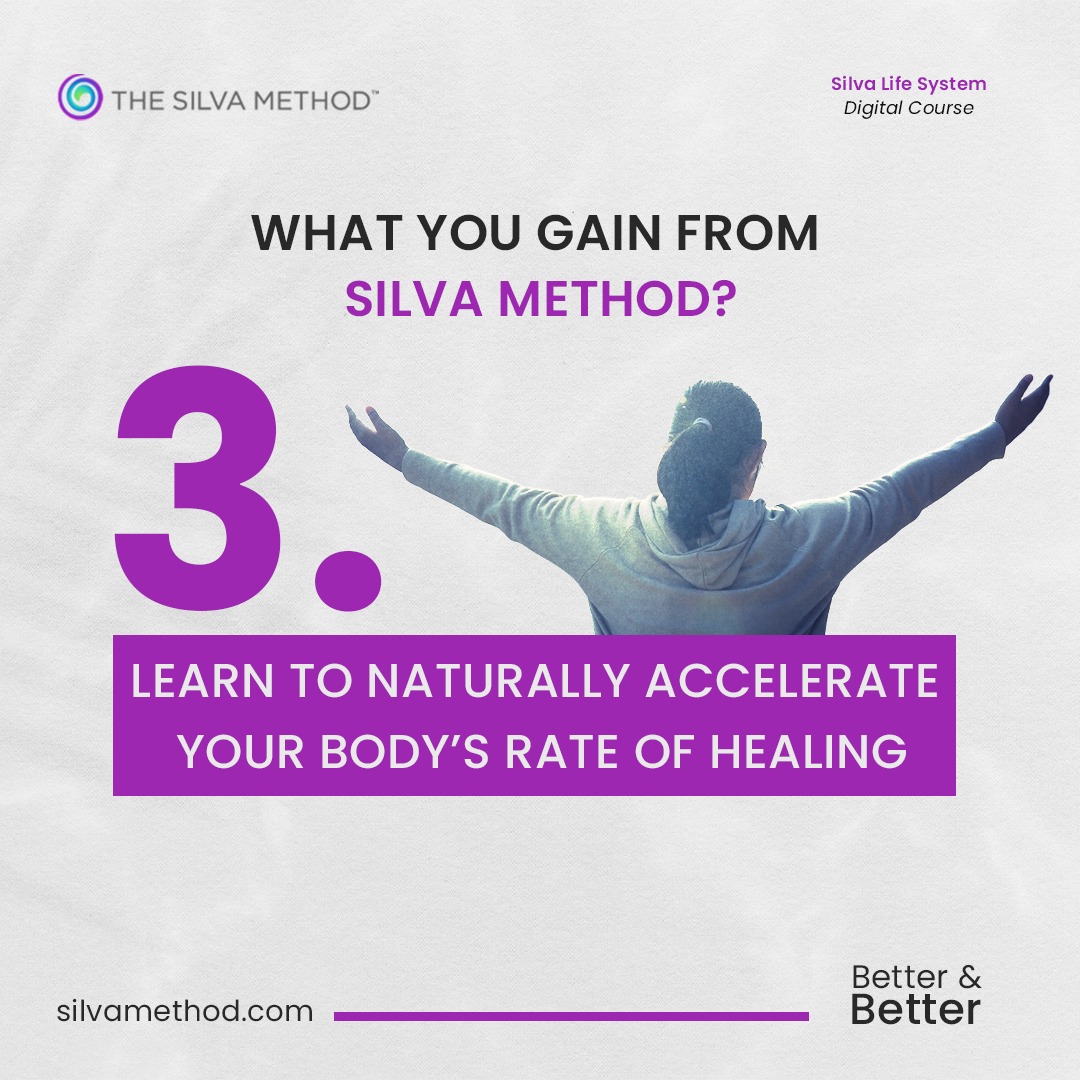 THE SILVA METHOD™
Silva Life System
Digital Course
WHAT YOU GAIN FROM
SILVA METHOD?
3.
LEARN TO NATURALLY ACCELERATE
YOUR BODY’S RATE OF HEALING
silvamethod.com
Better &
Better